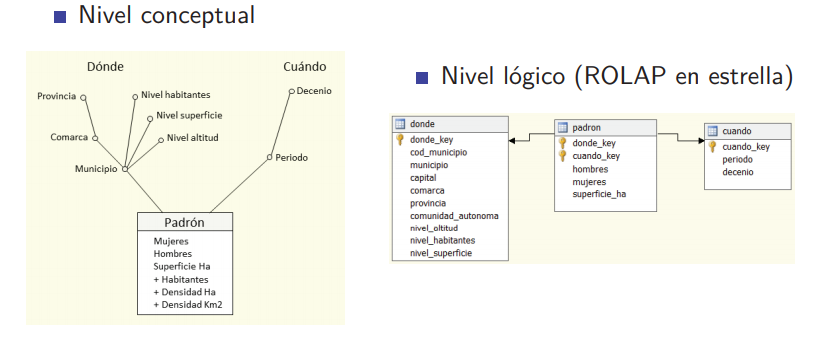 Nivel conceptual
Dónde
Cuándo
Provincia
Nivel habitantes
Decenio
Nivel superficie
Comarca
Nivel altitud
Periodo
Municipio
Padrón
Mujeres
Hombres
Superficie Ha
+ Habitantes
+ Densidad Ha
+ Densidad Km2
Nivel lógico (ROLAP en estrella)
donde
donde_key
cod_municipio
municipio
capital
comarca
provincia
comunidad_autonoma
nivel_altitud
nivel_habitantes
nivel_superficie
padron
donde_key
cuando_key
hombres
mujeres
superficie_ha
cuando
cuando_key
periodo
decenio